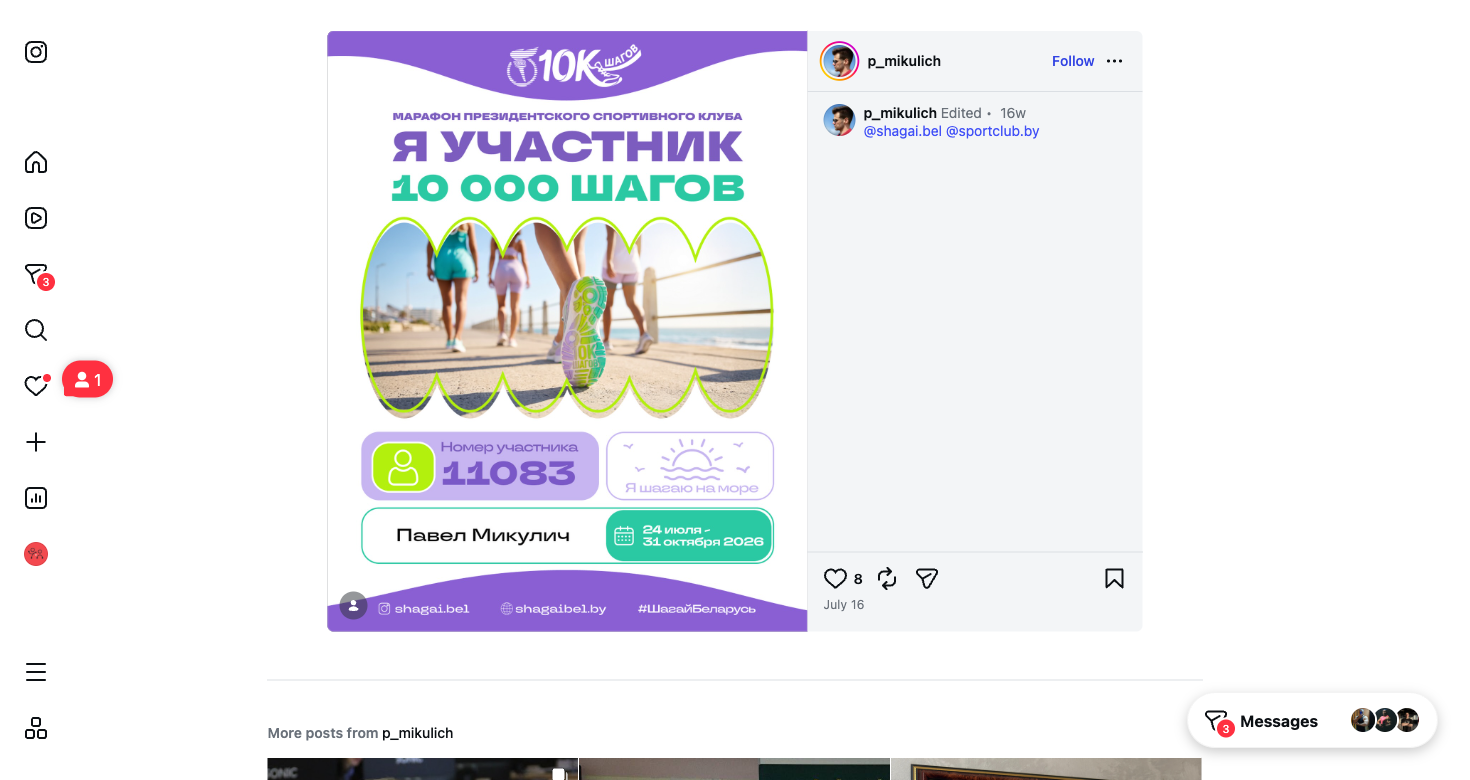 10K ШАГОВ
МАРАФОН ПРЕЗИДЕНТСКОГО СПОРТИВНОГО КЛУБА
Я УЧАСТНИК
10 000 ШАГОВ
10K
ШАГОВ
Номер участника
11083
Я шагаю на море
Павел Микулич
24 июля -
31 октября 2026
shagai.bel
shagaibel.by
#ШагайБеларусь
p_mikulich
Follow
p_mikulich Edited • 16w
@shagai.bel @sportclub.by
8
July 16
3
1
More posts from p_mikulich
3
Messages